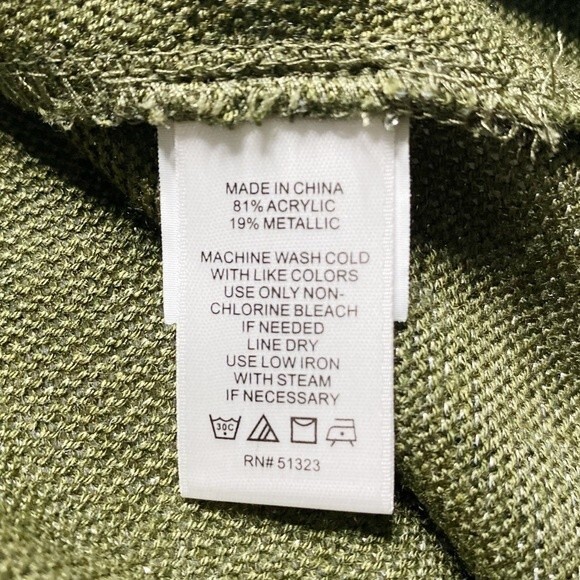 MADE IN CHINA
81% ACRYLIC
19% METALLIC
MACHINE WASH COLD
WITH LIKE COLORS
USE ONLY NON-
CHLORINE BLEACH
IF NEEDED
LINE DRY
USE LOW IRON
WITH STEAM
IF NECESSARY
30C
RN# 51323